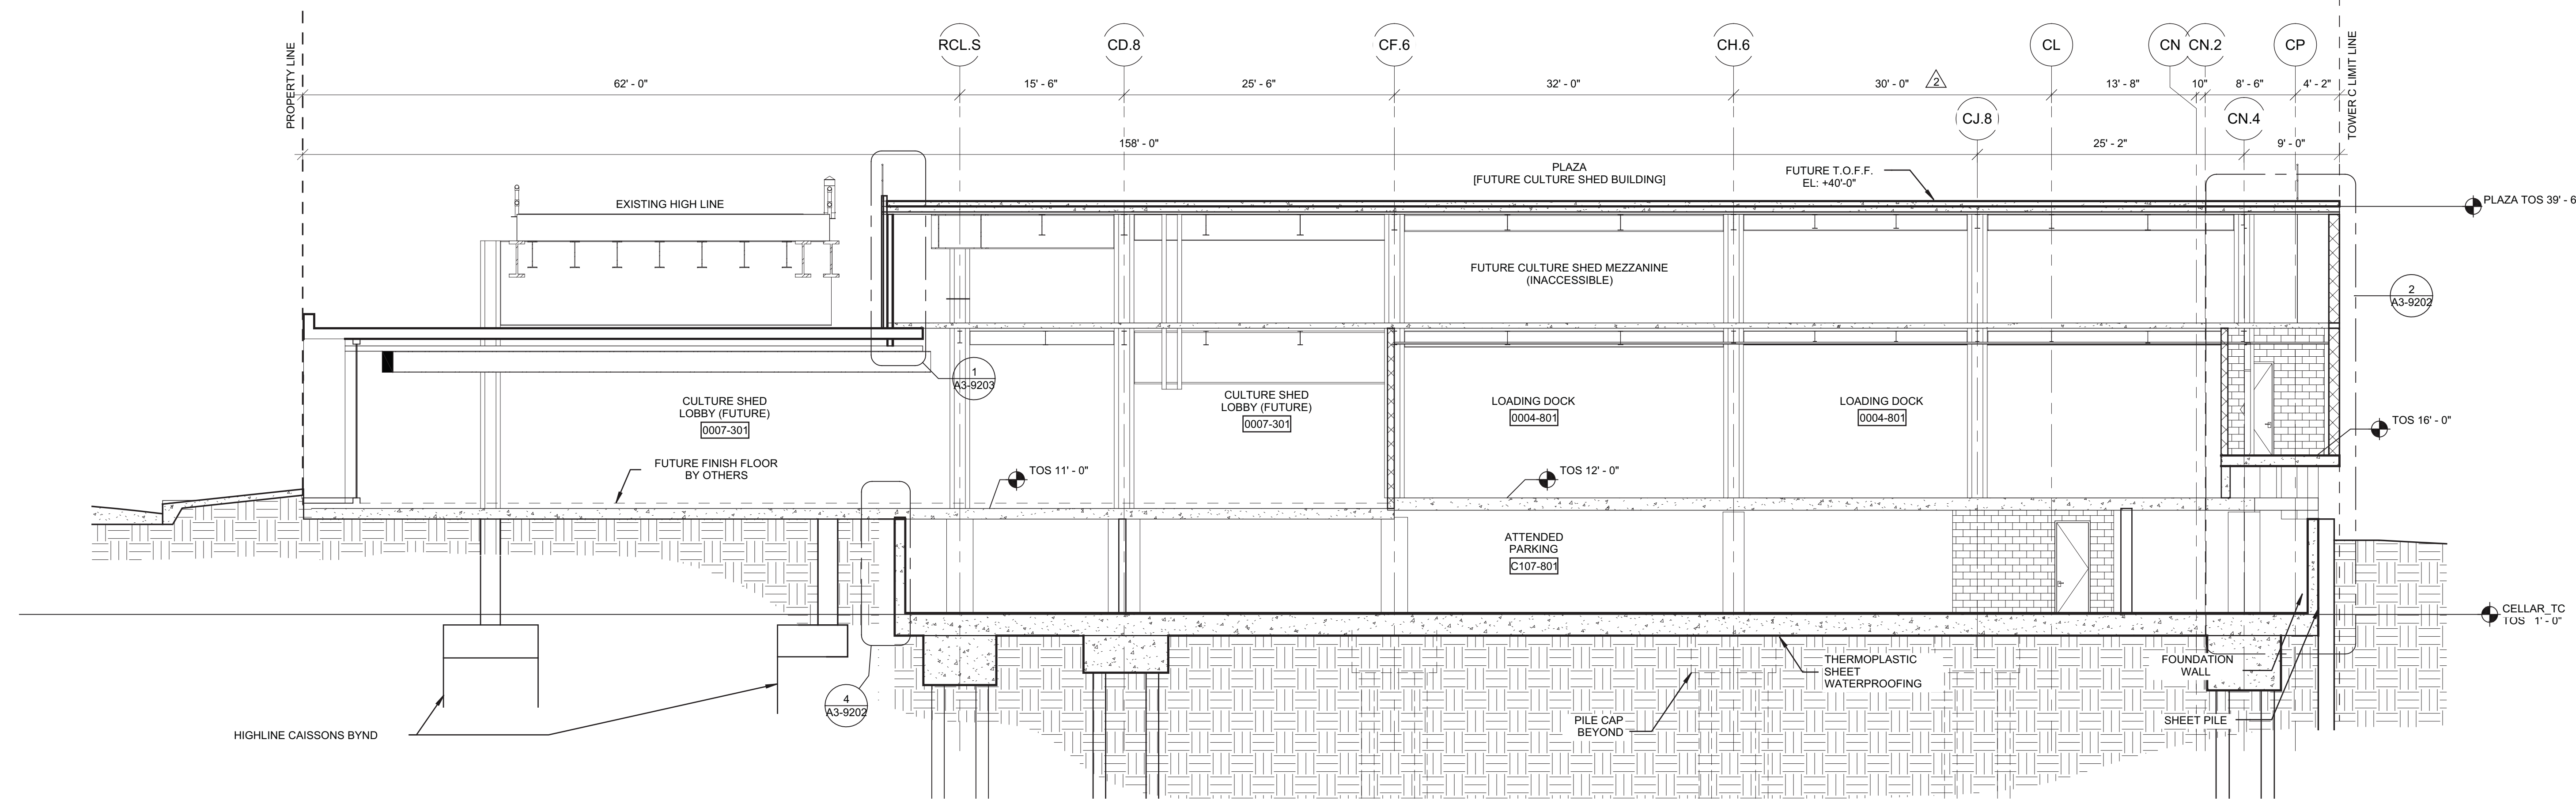 PROPERTY LINE
RCL.S
CD.8
CF.6
CH.6
CL
CN
CN.2
CP
TOWER C LIMIT LINE
62' - 0"
15' - 6"
25' - 6"
32' - 0"
30' - 0"
2
13' - 8"
10"
8' - 6"
4' - 2"
CJ.8
CN.4
158' - 0"
25' - 2"
9' - 0"
PLAZA
[FUTURE CULTURE SHED BUILDING]
FUTURE T.O.F.F.
EL: +40'-0"
EXISTING HIGH LINE
PLAZA TOS 39' - 6
FUTURE CULTURE SHED MEZZANINE
(INACCESSIBLE)
2
A3-9202
1
A3-9203
CULTURE SHED
LOBBY (FUTURE)
0007-301
CULTURE SHED
LOBBY (FUTURE)
0007-301
LOADING DOCK
0004-801
LOADING DOCK
0004-801
TOS 16' - 0"
FUTURE FINISH FLOOR
BY OTHERS
TOS 11' - 0"
TOS 12' - 0"
ATTENDED
PARKING
C107-801
CELLAR_TC
TOS 1' - 0"
THERMOPLASTIC
SHEET
WATERPROOFING
FOUNDATION
WALL
4
A3-9202
PILE CAP
BEYOND
SHEET PILE
HIGHLINE CAISSONS BYND